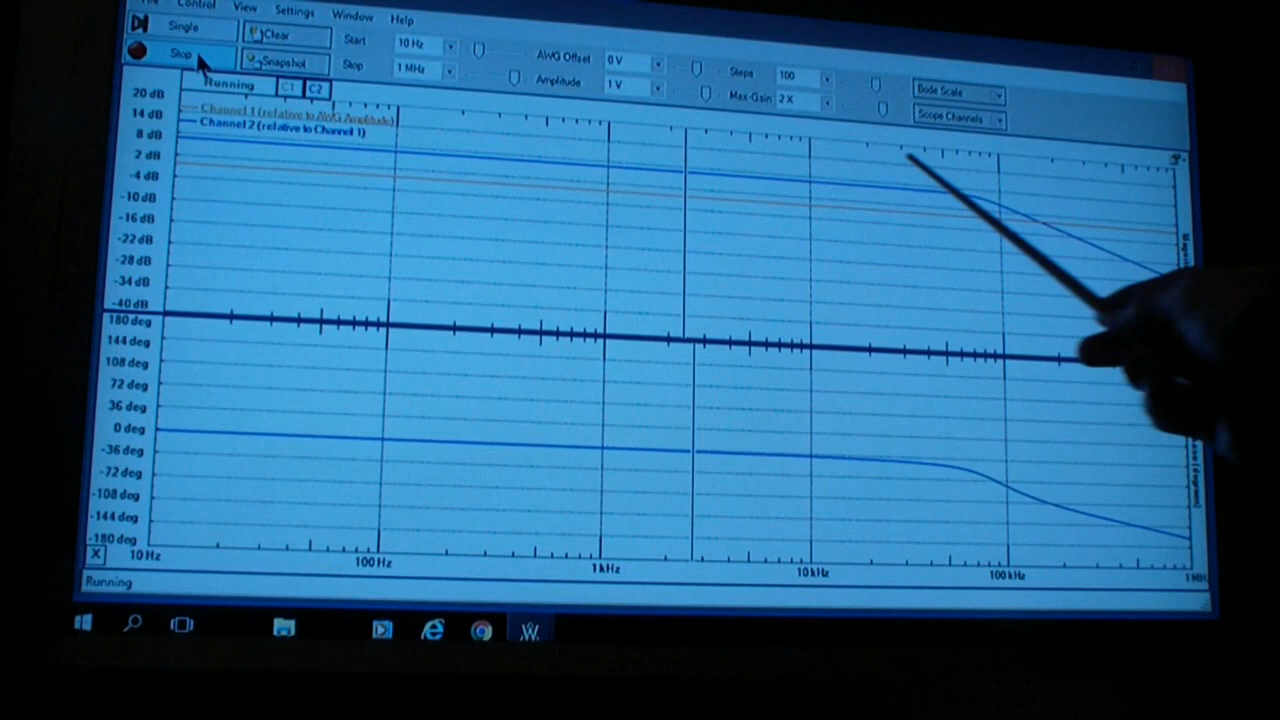 Control View Settings Window Help
Single Clear Start 10 Hz AWG Offset 0 V Steps 100 Bode Scale
Stop Snapshot Stop 1 MHz Amplitude 1 V Max-Gain 2 X Scope Channels
Running C1 C2
Channel 1 (relative to AWG Amplitude)
Channel 2 (relative to Channel 1)
20 dB
14 dB
8 dB
2 dB
-4 dB
-10 dB
-16 dB
-22 dB
-28 dB
-34 dB
-40 dB
180 deg
144 deg
108 deg
72 deg
36 deg
0 deg
-36 deg
-72 deg
-108 deg
-144 deg
-180 deg
X 10 Hz 100 Hz 1 kHz 10 kHz 100 kHz 1 MHz
Running